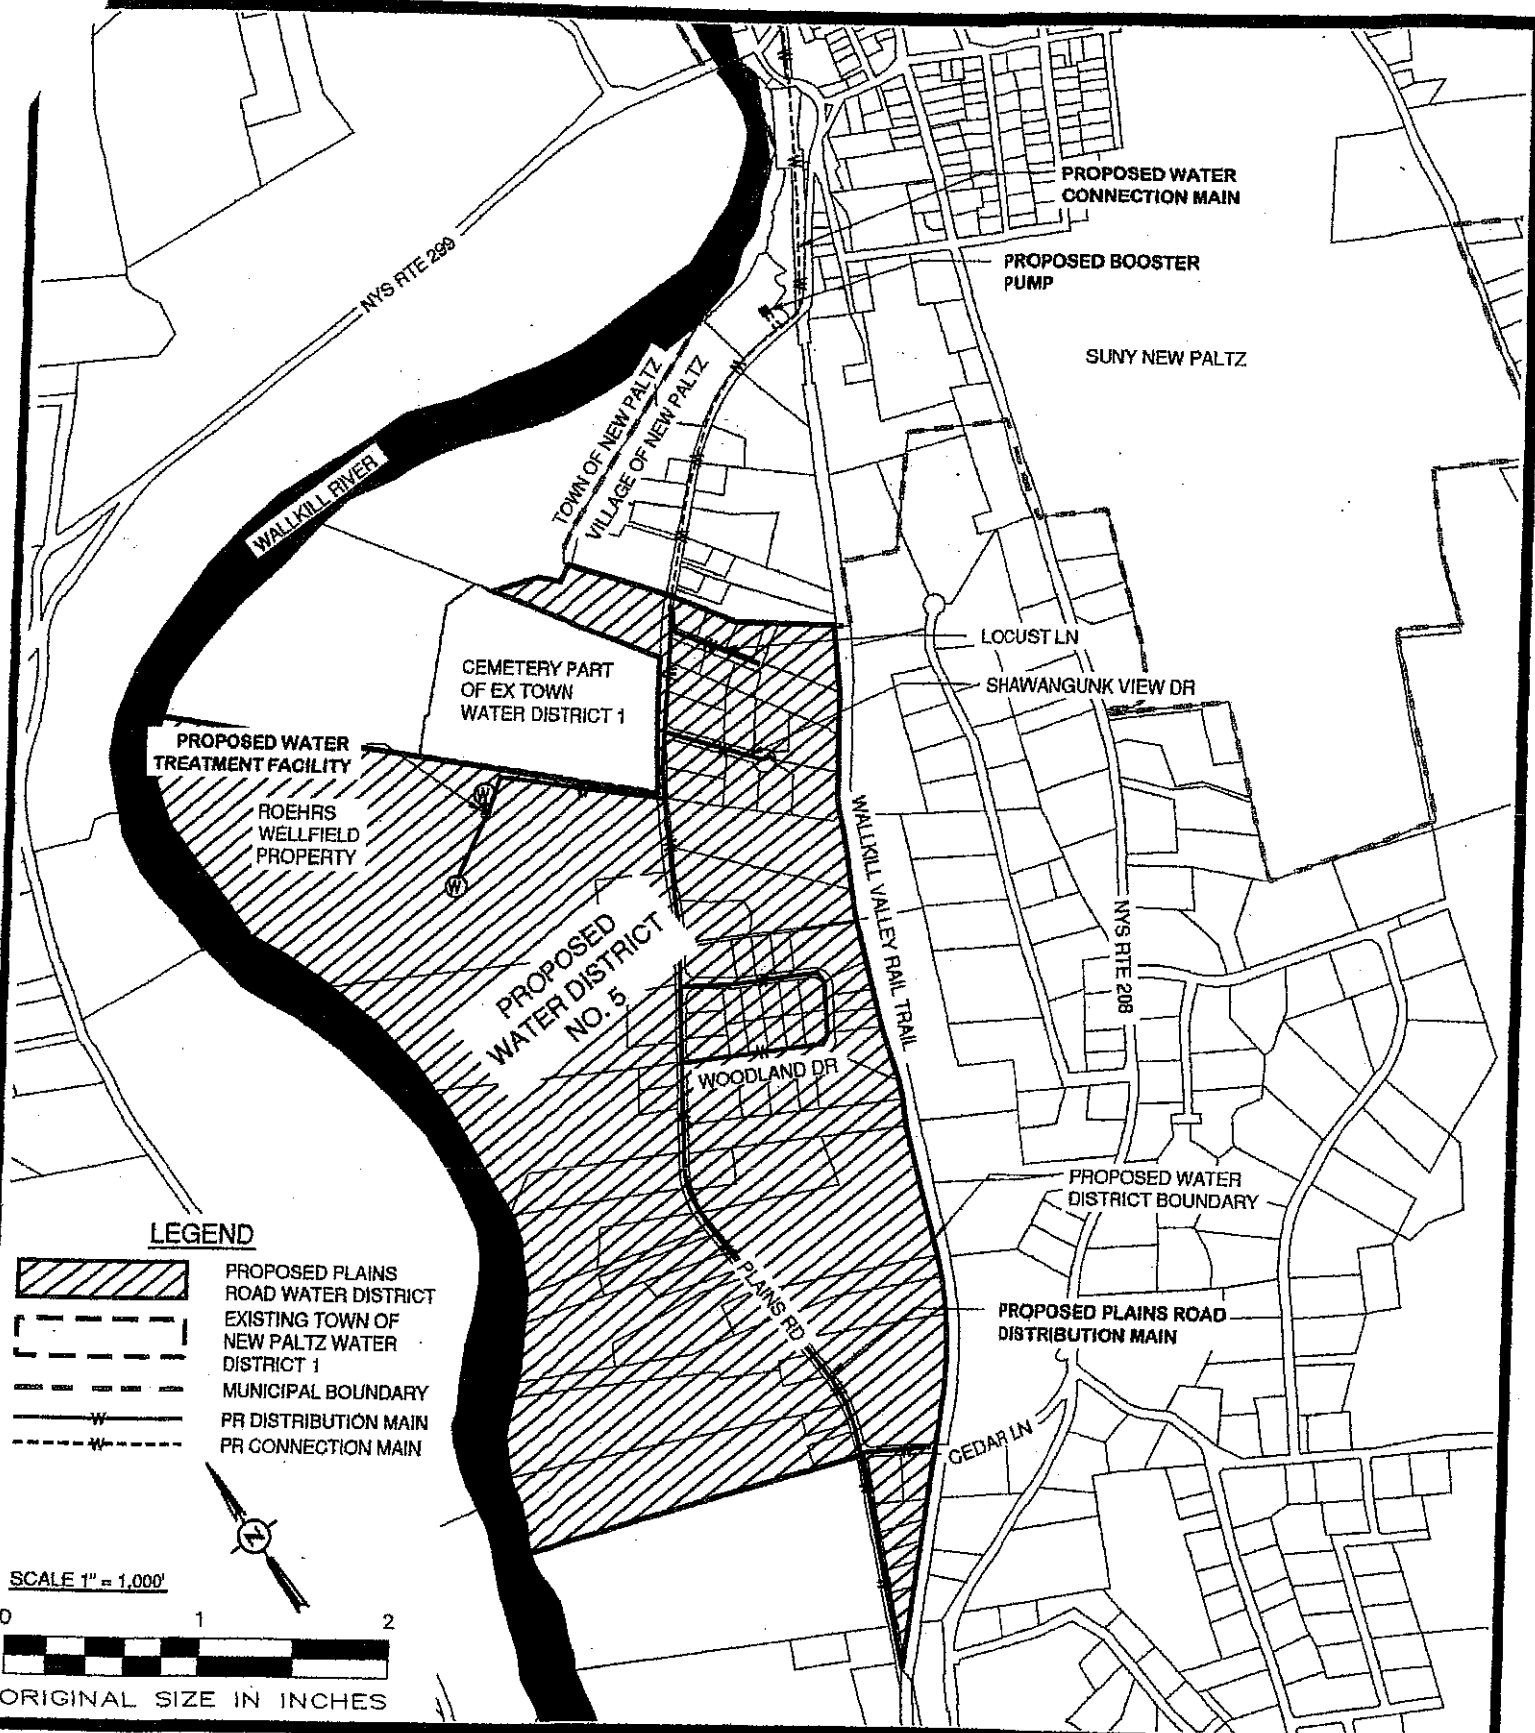 PROPOSED WATER
CONNECTION MAIN
NYS RTE 299
PROPOSED BOOSTER
PUMP
SUNY NEW PALTZ
TOWN OF NEW PALTZ
VILLAGE OF NEW PALTZ
WALLKILL RIVER
LOCUST LN
CEMETERY PART
OF EX TOWN
WATER DISTRICT 1
SHAWANGUNK VIEW DR
PROPOSED WATER
TREATMENT FACILITY
ROEHRS
WELLFIELD
PROPERTY
W
W
WALLKILL VALLEY RAIL TRAIL
NYS RTE 208
PROPOSED
WATER DISTRICT
NO. 5
WOODLAND DR
PROPOSED WATER
DISTRICT BOUNDARY
PLAINS RD
PROPOSED PLAINS ROAD
DISTRIBUTION MAIN
CEDAR LN
LEGEND
PROPOSED PLAINS
ROAD WATER DISTRICT
EXISTING TOWN OF
NEW PALTZ WATER
DISTRICT 1
MUNICIPAL BOUNDARY
W PR DISTRIBUTION MAIN
W PR CONNECTION MAIN
N
SCALE 1" = 1,000'
0 1 2
ORIGINAL SIZE IN INCHES